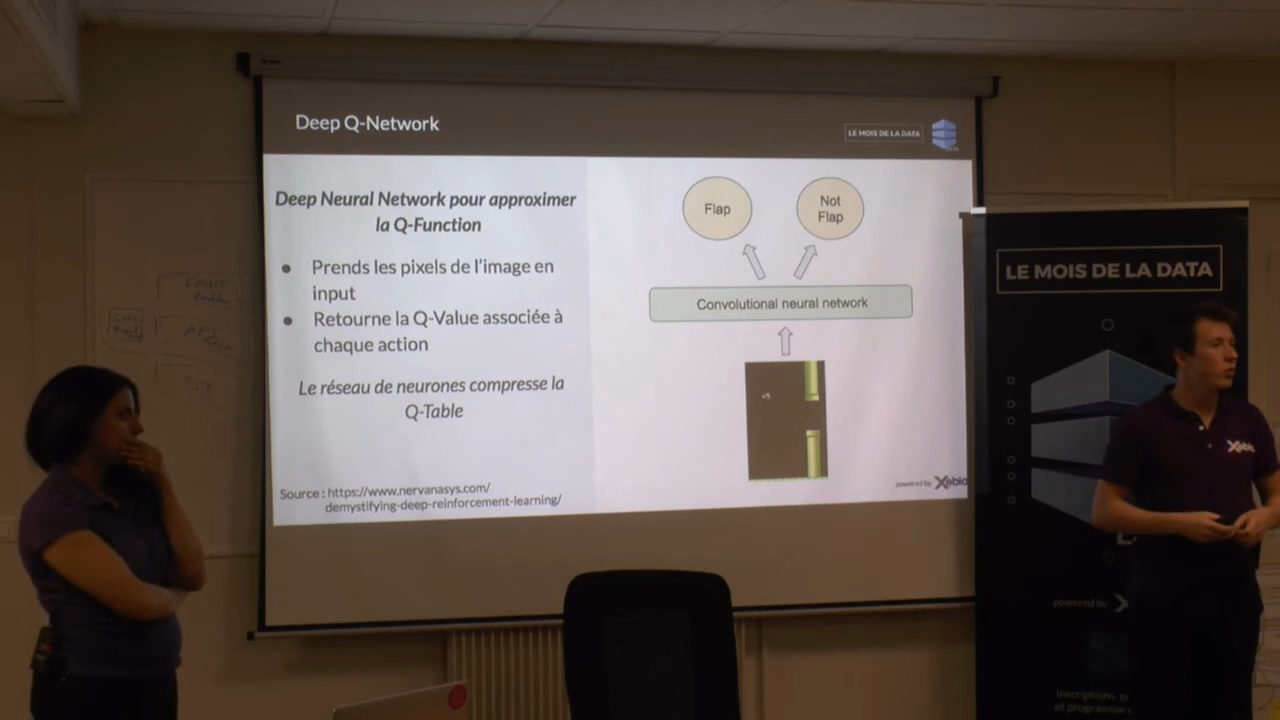 Deep Q-Network
LE MOIS DE LA DATA
Deep Neural Network pour approximer
la Q-Function
● Prends les pixels de l'image en
input
● Retourne la Q-Value associée à
chaque action
Le réseau de neurones compresse la
Q-Table
Source : https://www.nervanasys.com/
demystifying-deep-reinforcement-learning/
Flap
Not
Flap
Convolutional neural network
powered by Xebia
LE MOIS DE LA DATA
powered by X
Inscriptions
et programme
Xebia